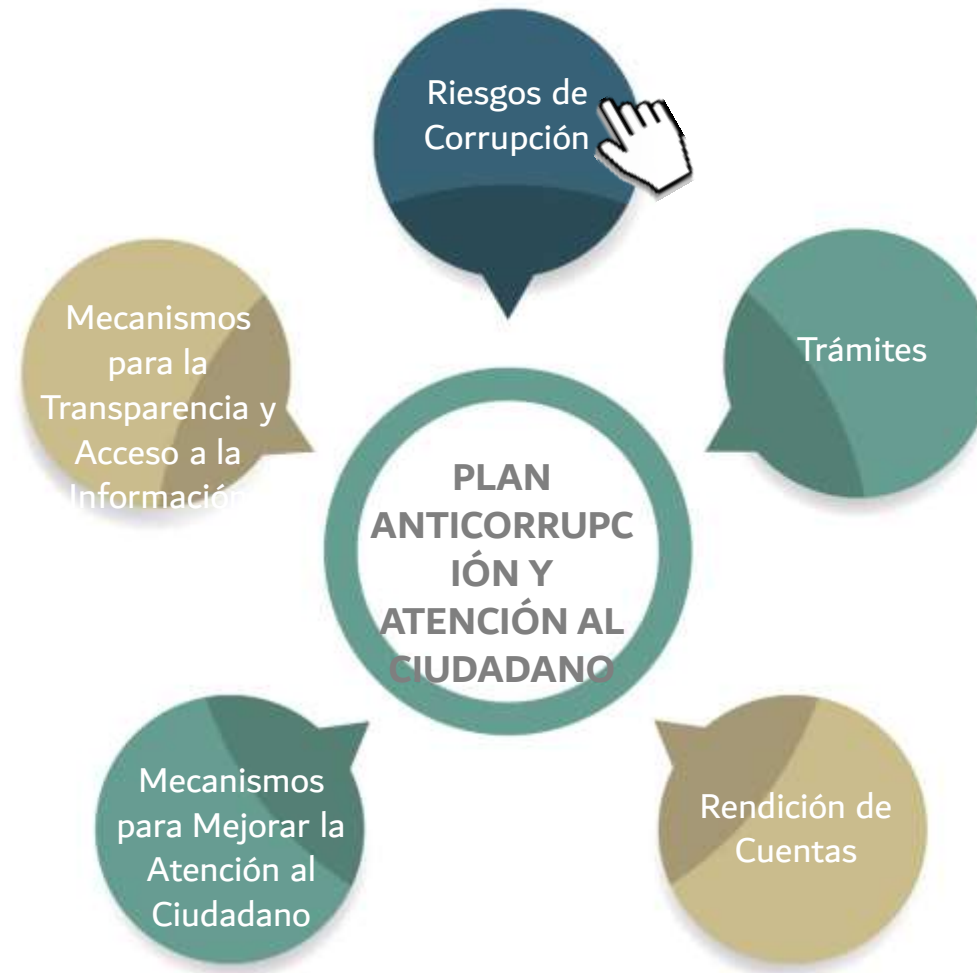 Riesgos de
Corrupción
Mecanismos
para la
Transparencia y
Acceso a la
Información
Trámites
PLAN
ANTICORRUPC
IÓN Y
ATENCIÓN AL
CIUDADANO
Mecanismos
para Mejorar la
Atención al
Ciudadano
Rendición de
Cuentas